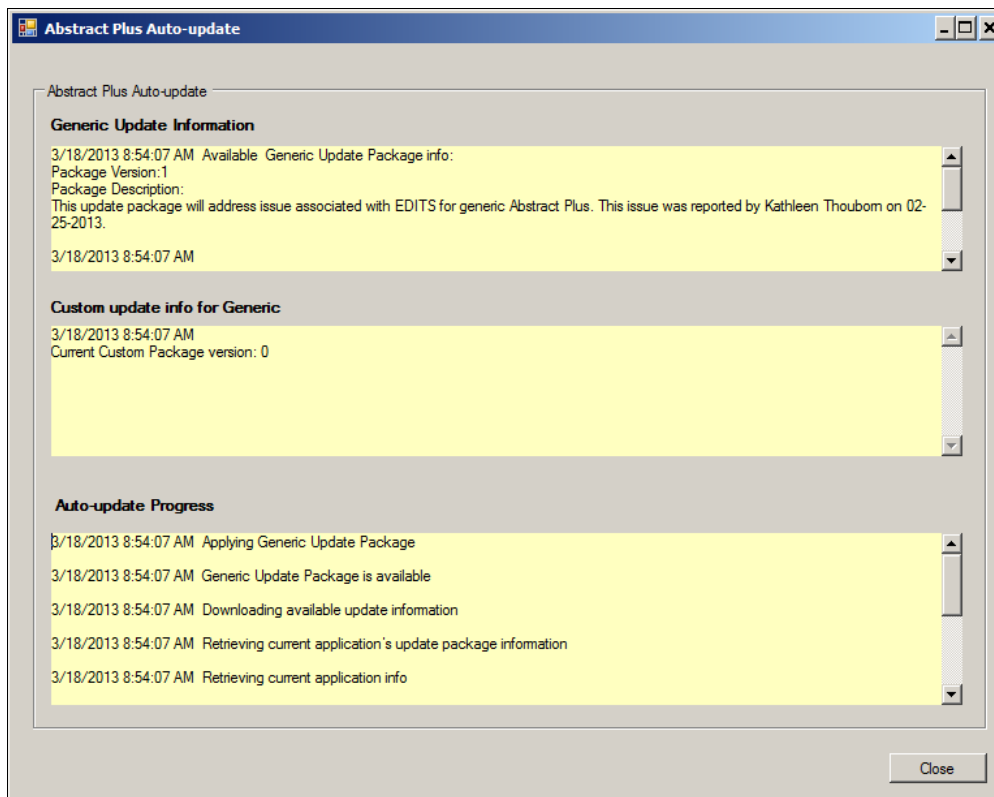 Abstract Plus Auto-update
Abstract Plus Auto-update
Generic Update Information
3/18/2013 8:54:07 AM  Available  Generic Update Package info:
Package Version:1
Package Description:
This update package will address issue associated with EDITS for generic Abstract Plus. This issue was reported by Kathleen Thouborn on 02-
25-2013.
3/18/2013 8:54:07 AM
Custom update info for Generic
3/18/2013 8:54:07 AM
Current Custom Package version: 0
Auto-update Progress
3/18/2013 8:54:07 AM  Applying Generic Update Package
3/18/2013 8:54:07 AM  Generic Update Package is available
3/18/2013 8:54:07 AM  Downloading available update information
3/18/2013 8:54:07 AM  Retrieving current application's update package information
3/18/2013 8:54:07 AM  Retrieving current application info
Close